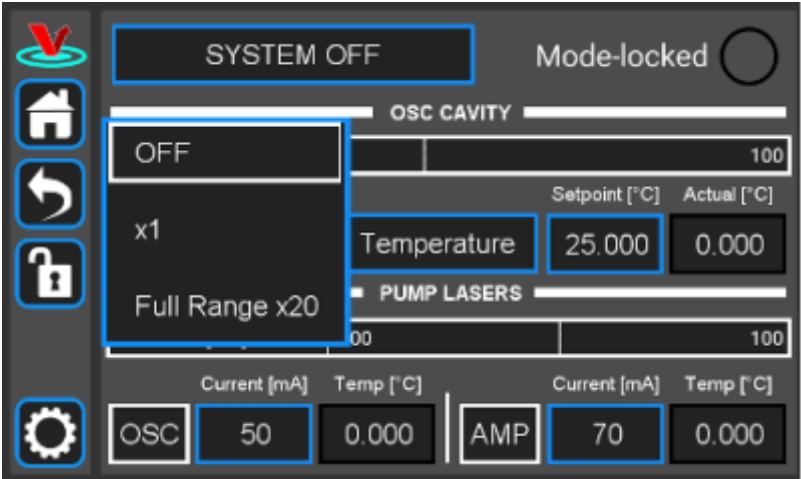 SYSTEM OFF
Mode-locked
OSC CAVITY
OFF
100
Setpoint [°C]
Actual [°C]
x1
Temperature
25.000
0.000
PUMP LASERS
Full Range x20
00
100
Current [mA]
Temp [°C]
Current [mA]
Temp [°C]
OSC
50
0.000
AMP
70
0.000